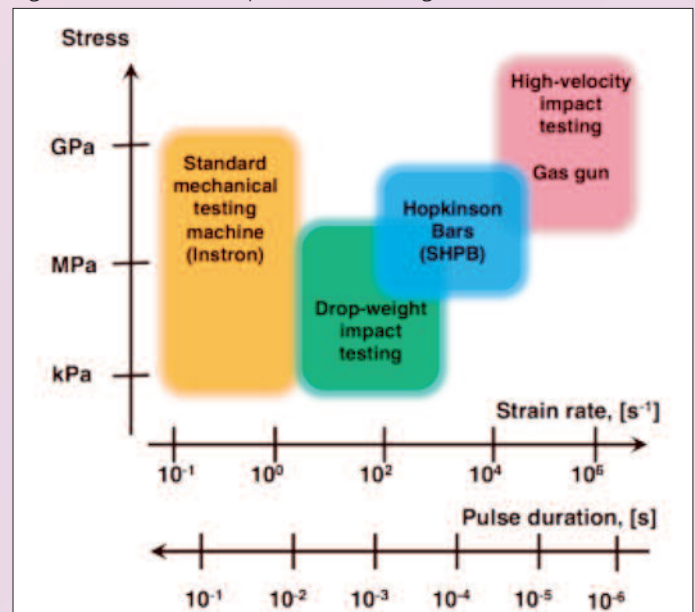 Stress
High-velocity
impact
testing
Gas gun
GPa
Standard
mechanical
testing
machine
(Instron)
Hopkinson
Bars
(SHPB)
MPa
Drop-weight
impact
testing
kPa
Strain rate, [s⁻¹]
10⁻¹ 10⁰ 10² 10⁴ 10⁶
Pulse duration, [s]
10⁻¹ 10⁻² 10⁻³ 10⁻⁴ 10⁻⁵ 10⁻⁶